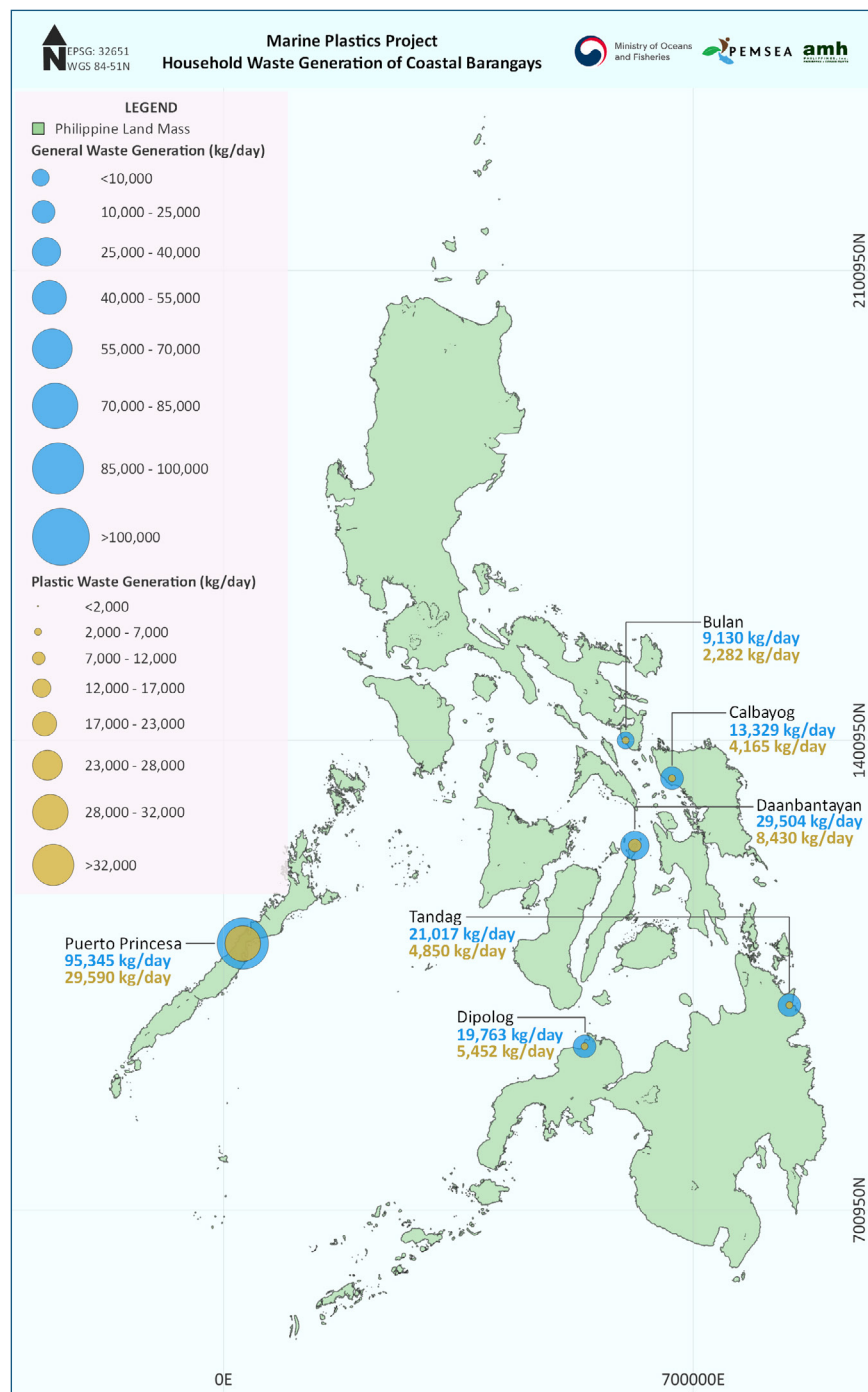 N
EPSG: 32651
WGS 84-51N
Marine Plastics Project
Household Waste Generation of Coastal Barangays
Ministry of Oceans
and Fisheries
PEMSEA
amh
PHILIPPINES, INC.
LEGEND
Philippine Land Mass
General Waste Generation (kg/day)
<10,000
10,000 - 25,000
25,000 - 40,000
40,000 - 55,000
55,000 - 70,000
70,000 - 85,000
85,000 - 100,000
>100,000
Plastic Waste Generation (kg/day)
<2,000
2,000 - 7,000
7,000 - 12,000
12,000 - 17,000
17,000 - 23,000
23,000 - 28,000
28,000 - 32,000
>32,000
2100950N
Bulan
9,130 kg/day
2,282 kg/day
Calbayog
13,329 kg/day
4,165 kg/day
1400950N
Daanbantayan
29,504 kg/day
8,430 kg/day
Tandag
21,017 kg/day
4,850 kg/day
Puerto Princesa
95,345 kg/day
29,590 kg/day
Dipolog
19,763 kg/day
5,452 kg/day
700950N
0E
700000E